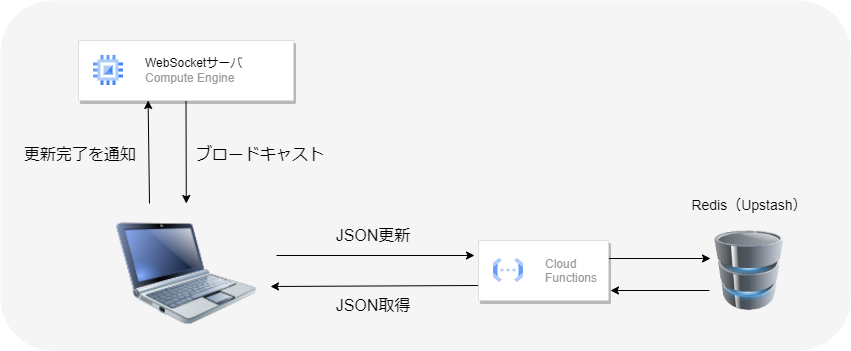 WebSocketサーバ
Compute Engine
更新完了を通知
ブロードキャスト
Redis（Upstash）
JSON更新
Cloud
Functions
JSON取得